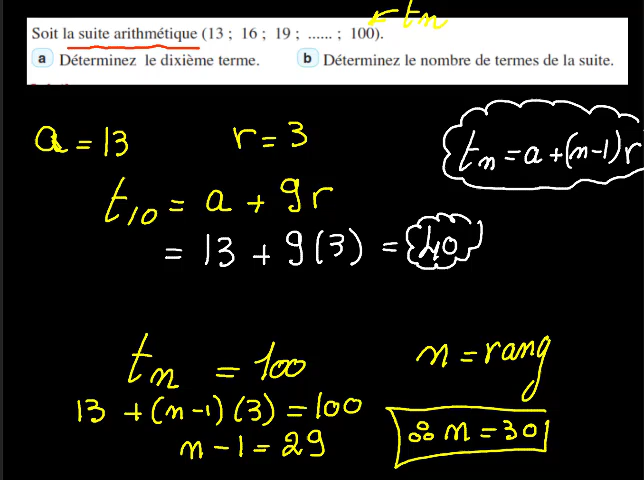 ← tn
Soit la suite arithmétique (13 ; 16 ; 19 ; ...... ; 100).
a Déterminez le dixième terme. b Déterminez le nombre de termes de la suite.
a = 13 r = 3
tn = a + (n-1) r
t10 = a + 9r
= 13 + 9(3) = 40
tn = 100 n = rang
13 + (n-1) (3) = 100
n - 1 = 29 ∴ n = 30